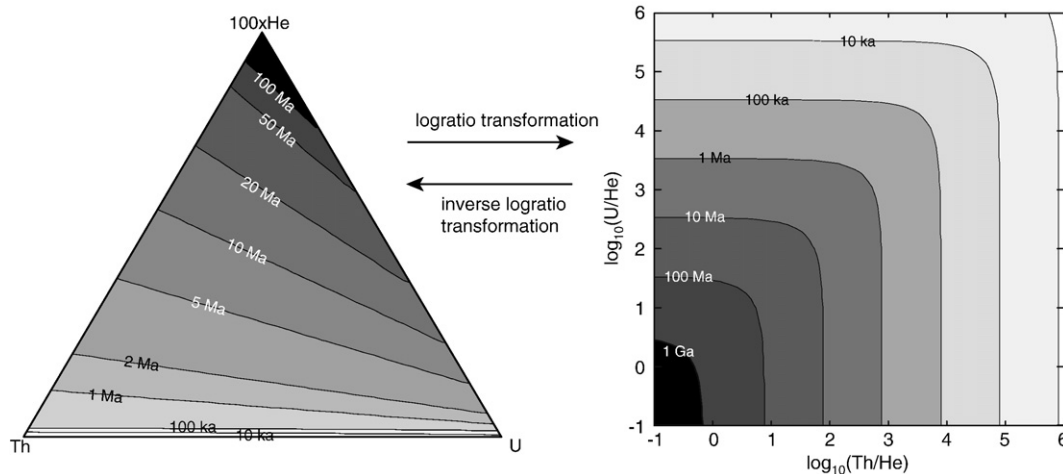 100xHe
100 Ma
50 Ma
20 Ma
10 Ma
5 Ma
2 Ma
1 Ma
100 ka
10 ka
Th
U
logratio transformation
inverse logratio
transformation
log₁₀(U/He)
6
5
4
3
2
1
0
-1
10 ka
100 ka
1 Ma
10 Ma
100 Ma
1 Ga
-1 0 1 2 3 4 5 6
log₁₀(Th/He)